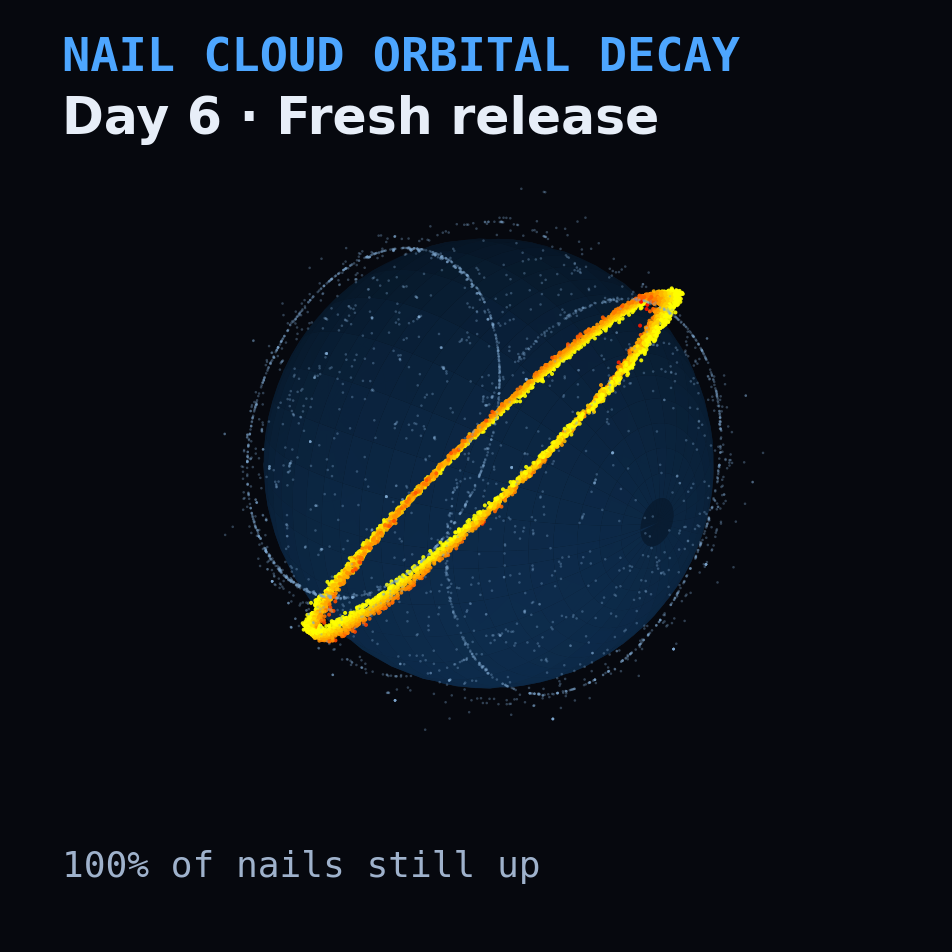 NAIL CLOUD ORBITAL DECAY
Day 6 · Fresh release
100% of nails still up